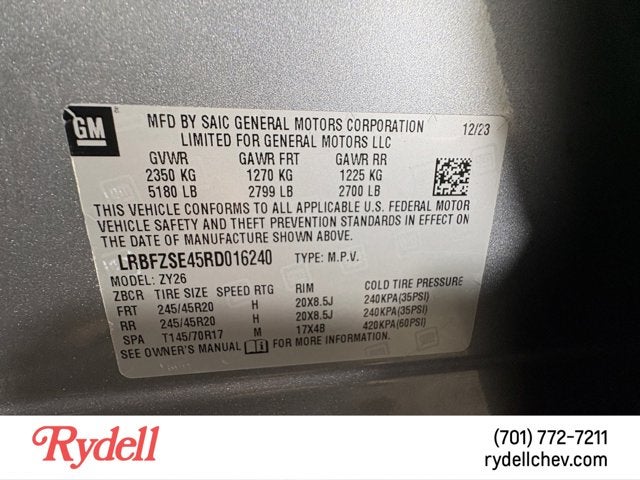 GM
MFD BY SAIC GENERAL MOTORS CORPORATION 12/23
LIMITED FOR GENERAL MOTORS LLC
GVWR GAWR FRT GAWR RR
2350 KG 1270 KG 1225 KG
5180 LB 2799 LB 2700 LB
THIS VEHICLE CONFORMS TO ALL APPLICABLE U.S. FEDERAL MOTOR
VEHICLE SAFETY AND THEFT PREVENTION STANDARDS IN EFFECT ON
THE DATE OF MANUFACTURE SHOWN ABOVE.
LRBFZSE45RD016240 TYPE: M.P.V.
MODEL: ZY26
ZBCR TIRE SIZE SPEED RTG RIM COLD TIRE PRESSURE
FRT 245/45R20 H 20X8.5J 240KPA(35PSI)
RR 245/45R20 H 20X8.5J 240KPA(35PSI)
SPA T145/70R17 M 17X4B 420KPA(60PSI)
SEE OWNER'S MANUAL FOR MORE INFORMATION
Rydell
(701) 772-7211
rydellchev.com